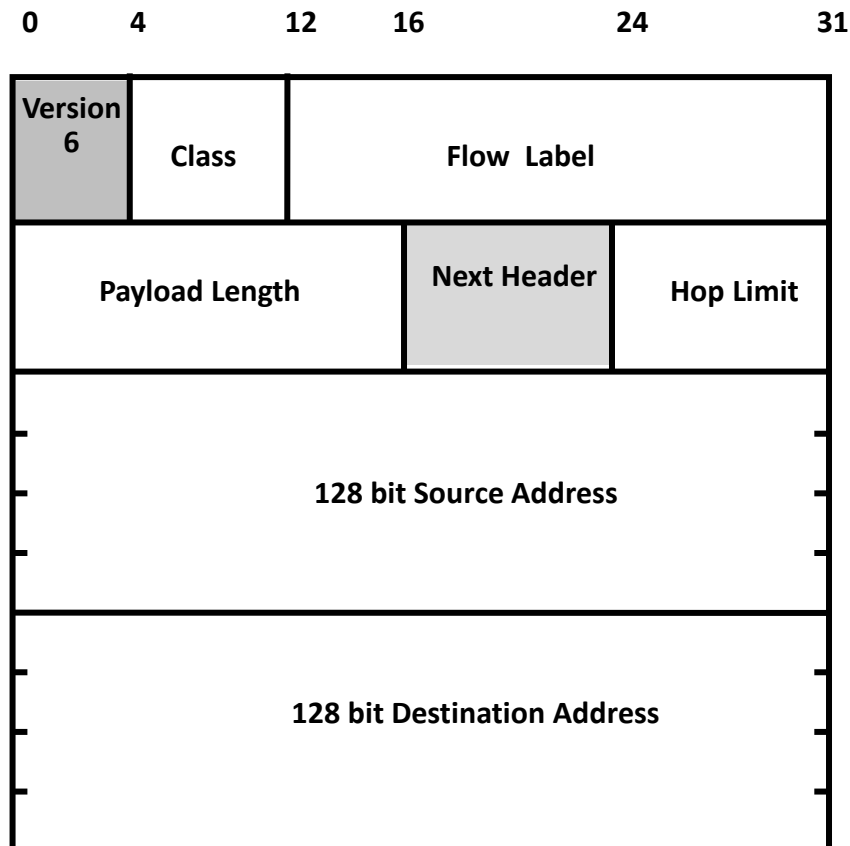 0 4 12 16 24 31
Version
6
Class
Flow Label
Payload Length
Next Header
Hop Limit
128 bit Source Address
128 bit Destination Address